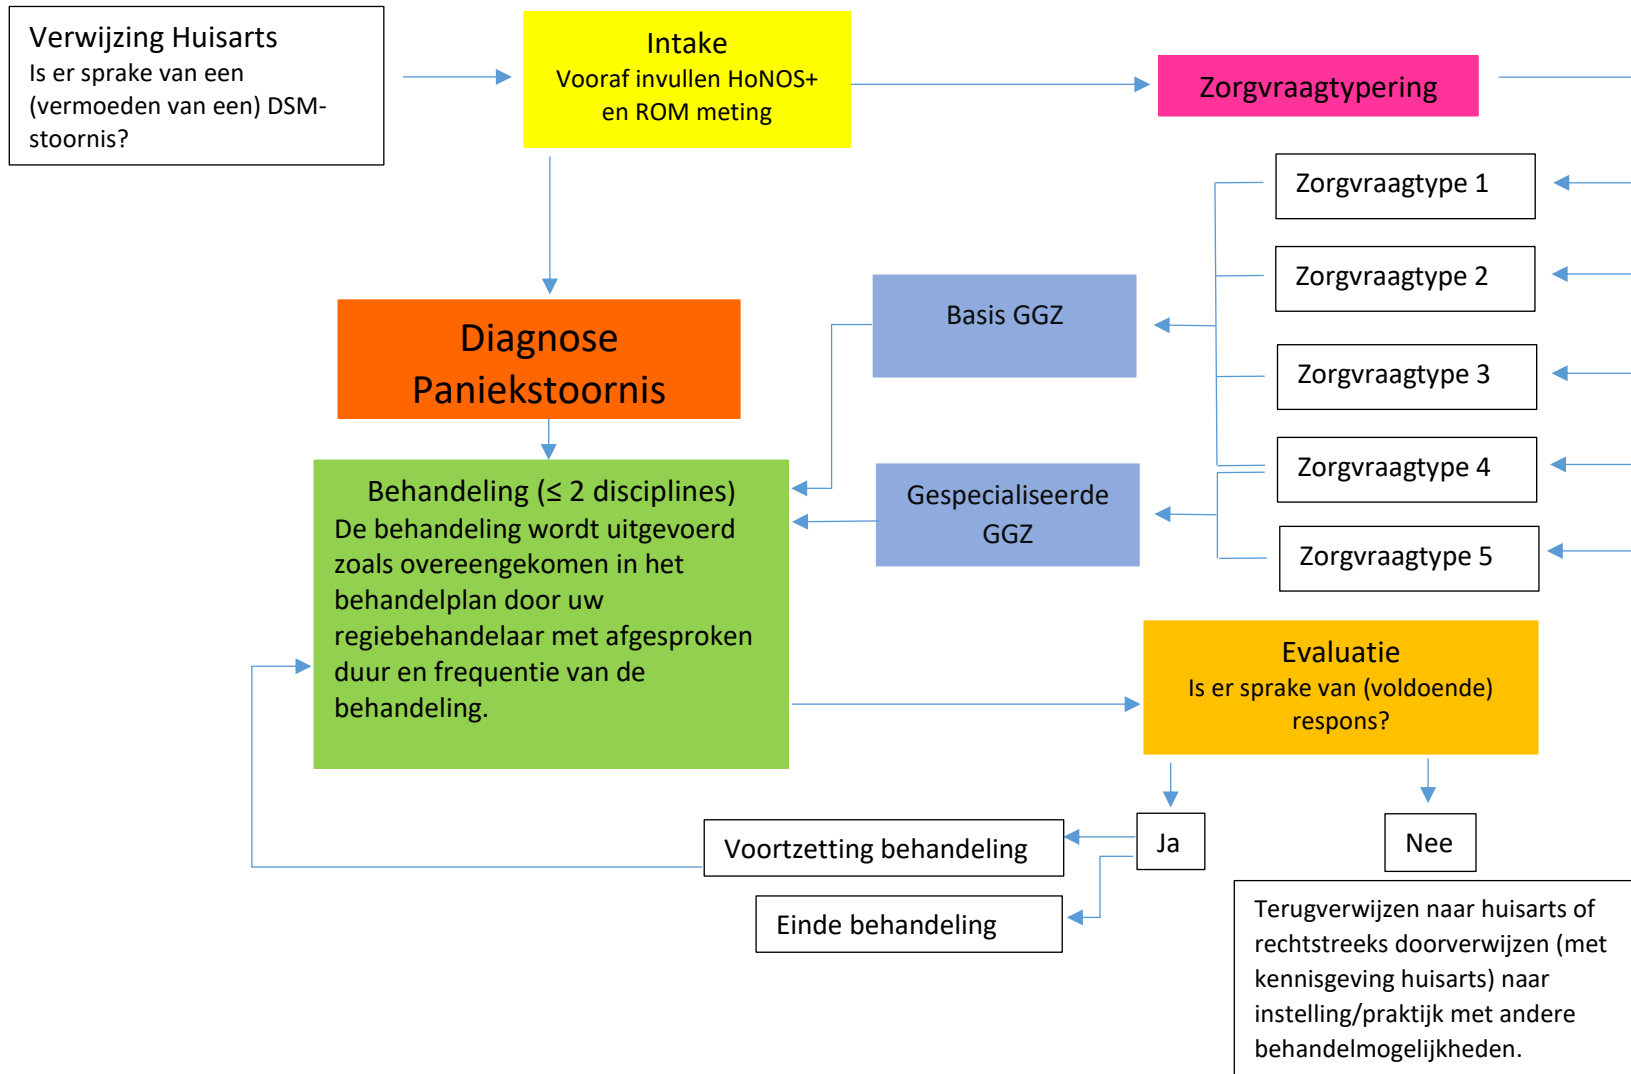 Verwijzing Huisarts
Is er sprake van een
(vermoeden van een) DSM-
stoornis?
Intake
Vooraf invullen HoNOS+
en ROM meting
Zorgvraagtypering
Zorgvraagtype 1
Zorgvraagtype 2
Zorgvraagtype 3
Zorgvraagtype 4
Zorgvraagtype 5
Basis GGZ
Gespecialiseerde
GGZ
Diagnose
Paniekstoornis
Behandeling (≤ 2 disciplines)
De behandeling wordt uitgevoerd
zoals overeengekomen in het
behandelplan door uw
regiebehandelaar met afgesproken
duur en frequentie van de
behandeling.
Evaluatie
Is er sprake van (voldoende)
respons?
Ja
Nee
Voortzetting behandeling
Einde behandeling
Terugverwijzen naar huisarts of
rechtstreeks doorverwijzen (met
kennisgeving huisarts) naar
instelling/praktijk met andere
behandelmogelijkheden.